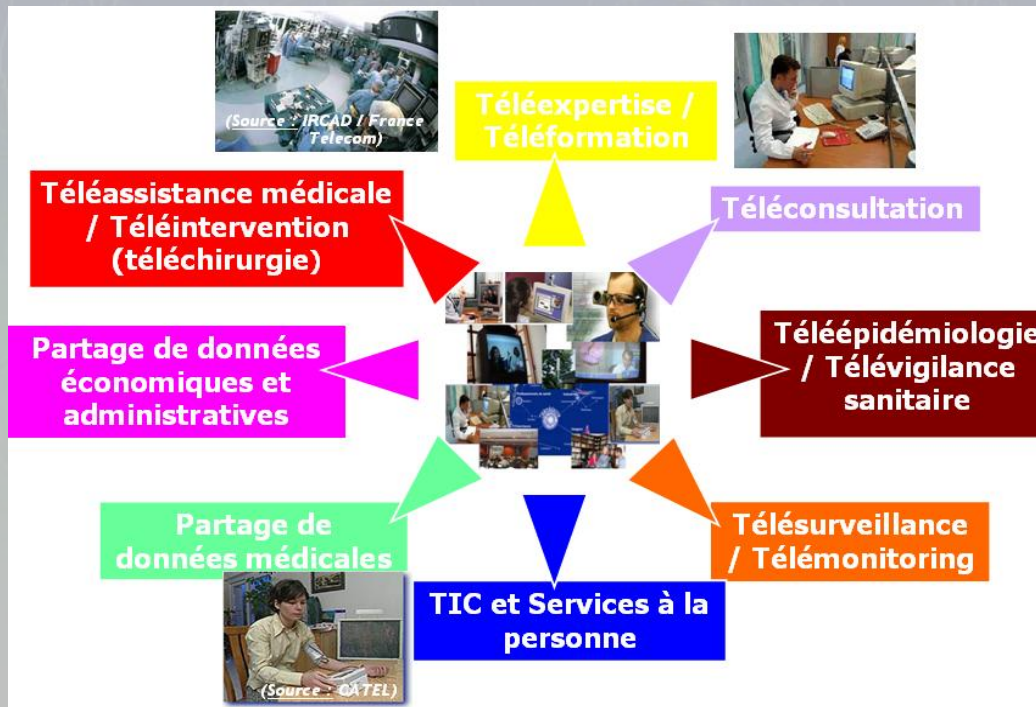 (Source : IRCAD / France
Telecom)
Téléexpertise /
Téléformation
Téléassistance médicale
/ Téléintervention
(téléchirurgie)
Téléconsultation
Partage de données
économiques et
administratives
Téléépidémiologie
/ Télévigilance
sanitaire
Partage de
données médicales
Télésurveillance
/ Télémonitoring
TIC et Services à la
personne
(Source : CATEL)